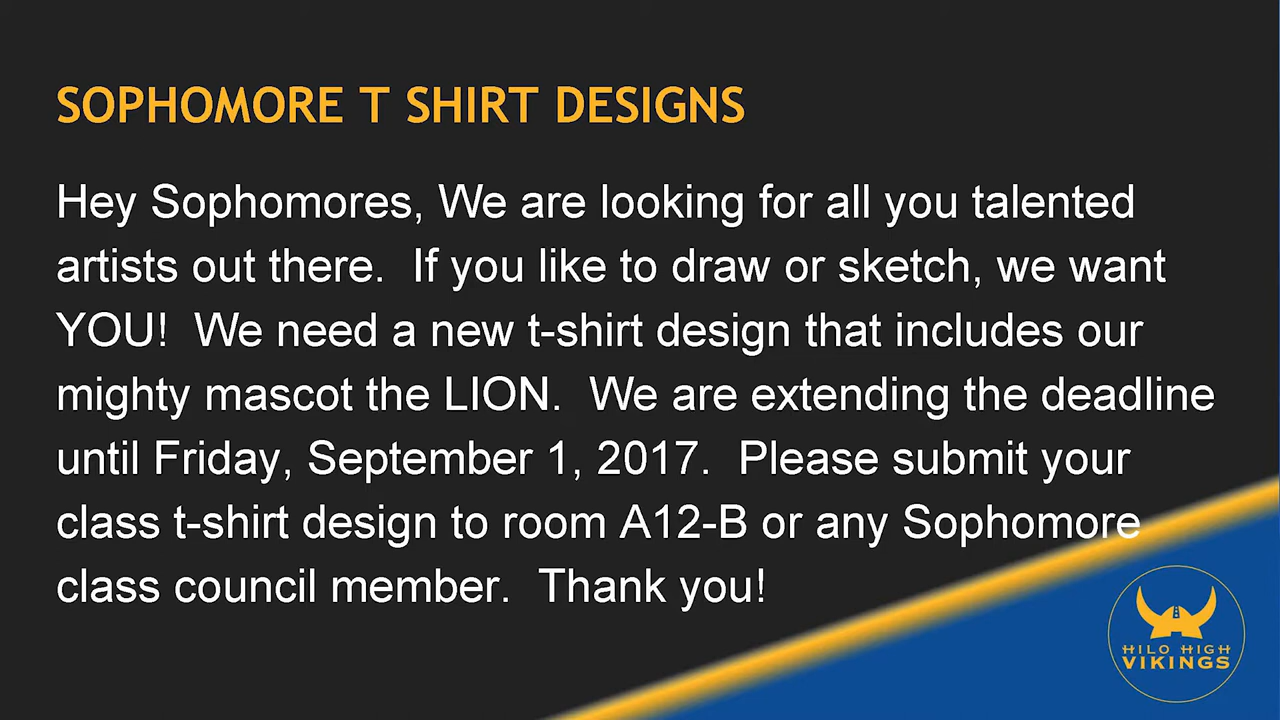 SOPHOMORE T SHIRT DESIGNS
Hey Sophomores, We are looking for all you talented
artists out there.  If you like to draw or sketch, we want
YOU!  We need a new t-shirt design that includes our
mighty mascot the LION.  We are extending the deadline
until Friday, September 1, 2017.  Please submit your
class t-shirt design to room A12-B or any Sophomore
class council member.  Thank you!
HILO HIGH
VIKINGS